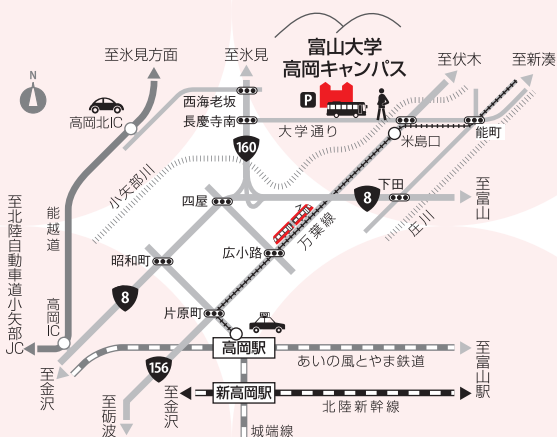 富山大学
高岡キャンパス
至氷見方面
至氷見
至伏木
至新湊
N
西海老坂
P
高岡北IC
長慶寺南
大学通り
米島口
能町
160
小矢部川
下田
四屋
8
至富山
至北陸自動車道小矢部JC
能越道
万葉線
庄川
広小路
昭和町
8
高岡IC
片原町
高岡駅
あいの風とやま鉄道
至富山駅
156
至金沢
至砺波
至金沢
新高岡駅
北陸新幹線
城端線